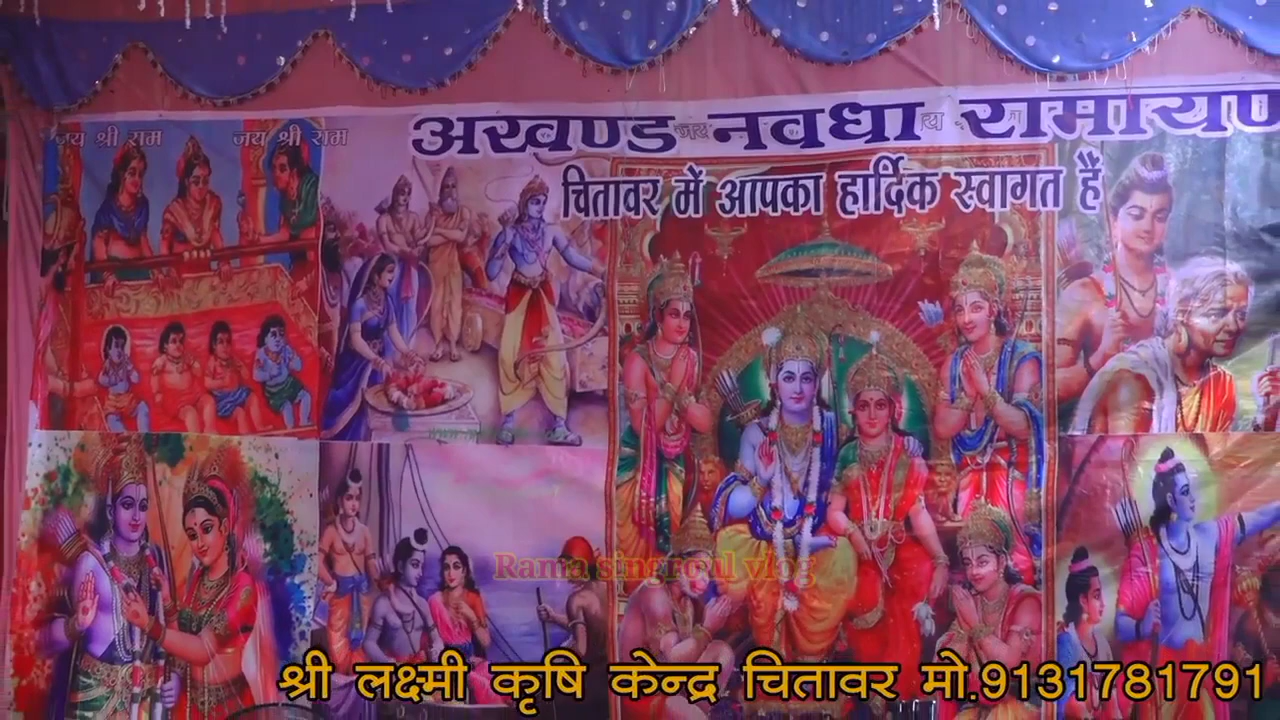 जय श्री राम जय श्री राम
अखण्ड नवधा रामायण
चितावर में आपका हार्दिक स्वागत है
Rama singroul vlog
श्री लक्ष्मी कृषि केन्द्र चितावर मो.9131781791